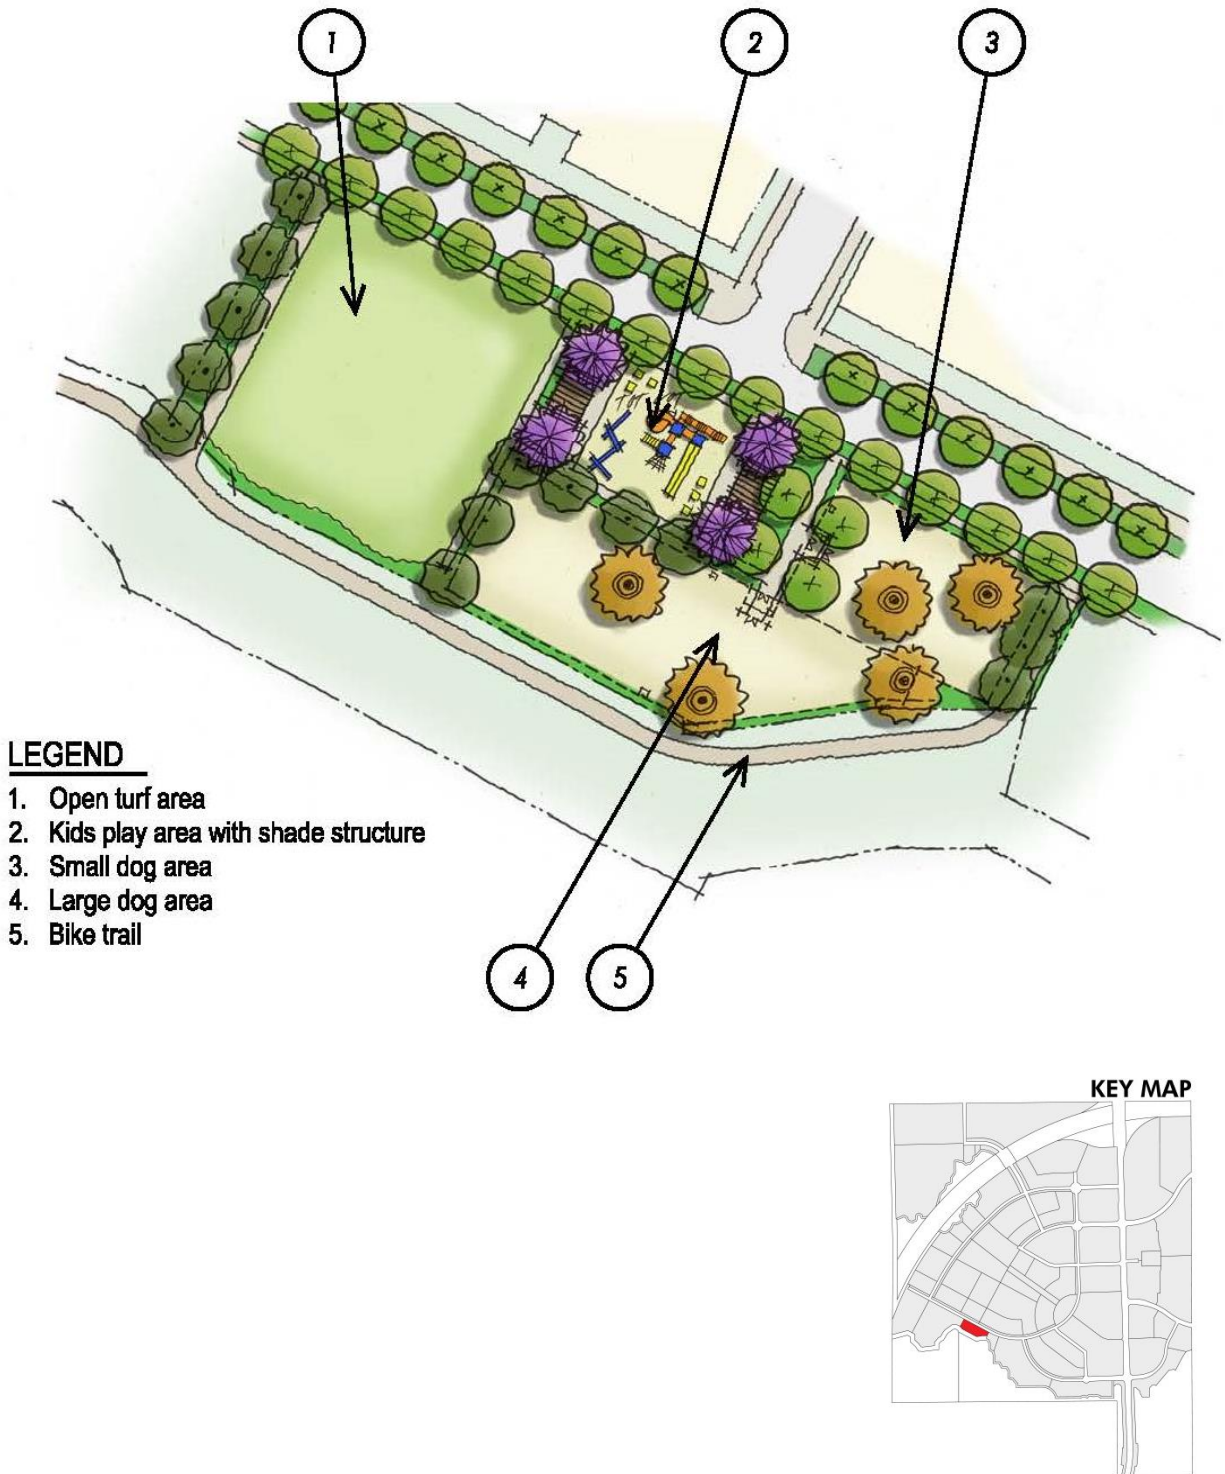 1
2
3
LEGEND
1. Open turf area
2. Kids play area with shade structure
3. Small dog area
4. Large dog area
5. Bike trail
4
5
KEY MAP